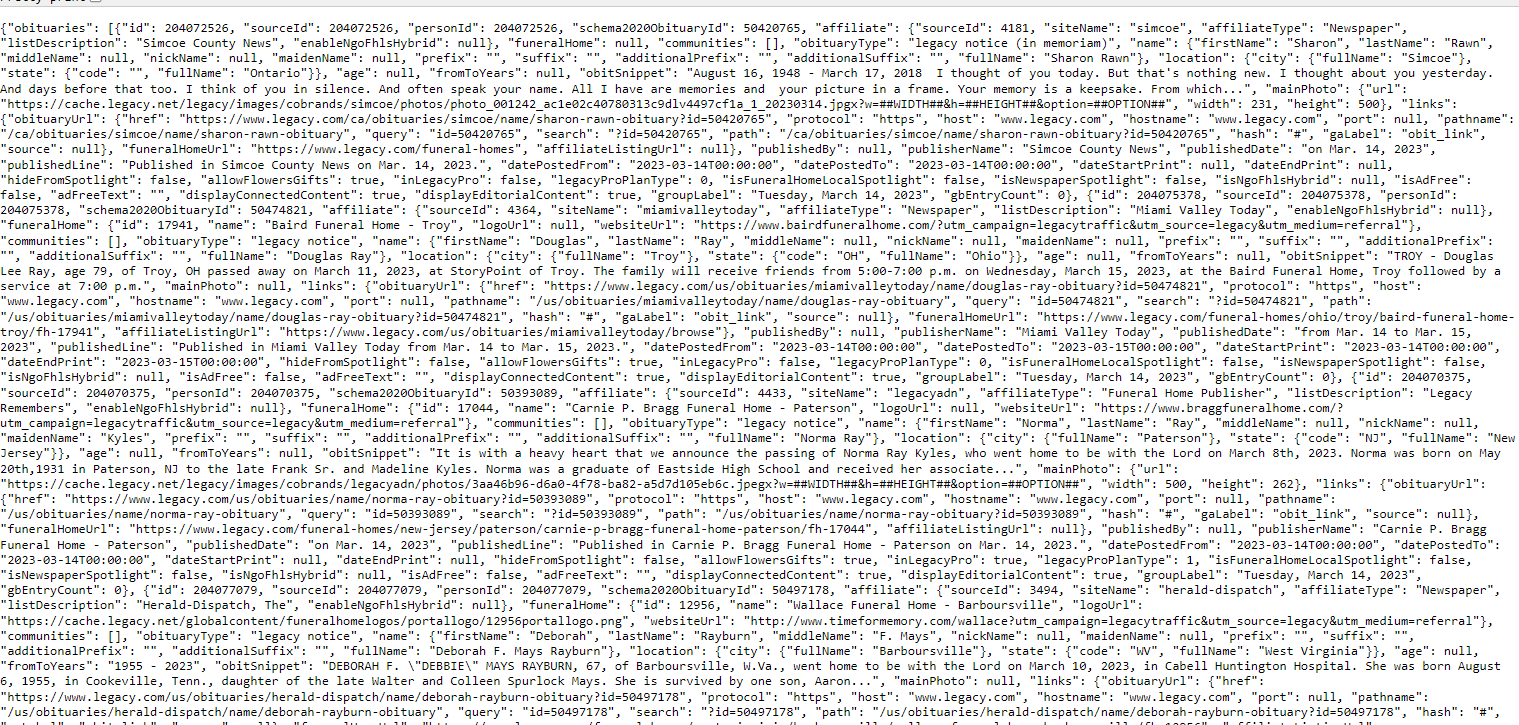 {"obituaries": [{"id": 204072526, "sourceId": 204072526, "personId": 204072526, "schema2020ObituaryId": 50420765, "affiliate": {"sourceId": 4181, "siteName": "simcoe", "affiliateType": "Newspaper",
"listDescription": "Simcoe County News", "enableNgoFhlsHybrid": null}, "funeralHome": null, "communities": [], "obituaryType": "legacy notice (in memoriam)", "name": {"firstName": "Sharon", "lastName": "Rawn",
"middleName": null, "nickName": null, "maidenName": null, "prefix": "", "suffix": "", "additionalPrefix": "", "additionalSuffix": "", "fullName": "Sharon Rawn"}, "location": {"city": {"fullName": "Simcoe"},
"state": {"code": "", "fullName": "Ontario"}}, "age": null, "fromToYears": null, "obitSnippet": "August 16, 1948 - March 17, 2018  I thought of you today. But that's nothing new. I thought about you yesterday.
And days before that too. I think of you in silence. And often speak your name. All I have are memories and  your picture in a frame. Your memory is a keepsake. From which...", "mainPhoto": {"url":
"https://cache.legacy.net/legacy/images/cobrands/simcoe/photos/photo_001242_ac1e02c40780313c9dlv4497cf1a_1_20230314.jpgx?w=##WIDTH##&h=##HEIGHT##&option=##OPTION##", "width": 231, "height": 500}, "links":
{"obituaryUrl": {"href": "https://www.legacy.com/ca/obituaries/simcoe/name/sharon-rawn-obituary?id=50420765", "protocol": "https", "host": "www.legacy.com", "hostname": "www.legacy.com", "port": null, "pathname":
"/ca/obituaries/simcoe/name/sharon-rawn-obituary", "query": "id=50420765", "search": "?id=50420765", "path": "/ca/obituaries/simcoe/name/sharon-rawn-obituary?id=50420765", "hash": "#", "gaLabel": "obit_link",
"source": null}, "funeralHomeUrl": "https://www.legacy.com/funeral-homes", "affiliateListingUrl": null}, "publishedBy": null, "publisherName": "Simcoe County News", "publishedDate": "on Mar. 14, 2023",
"publishedLine": "Published in Simcoe County News on Mar. 14, 2023.", "datePostedFrom": "2023-03-14T00:00:00", "datePostedTo": "2023-03-14T00:00:00", "dateStartPrint": null, "dateEndPrint": null,
"hideFromSpotlight": false, "allowFlowersGifts": true, "inLegacyPro": false, "legacyProPlanType": 0, "isFuneralHomeLocalSpotlight": false, "isNewspaperSpotlight": false, "isNgoFhlsHybrid": null, "isAdFree":
false, "adFreeText": "", "displayConnectedContent": true, "displayEditorialContent": true, "groupLabel": "Tuesday, March 14, 2023", "gbEntryCount": 0}, {"id": 204075378, "sourceId": 204075378, "personId":
204075378, "schema2020ObituaryId": 50474821, "affiliate": {"sourceId": 4364, "siteName": "miamivalleytoday", "affiliateType": "Newspaper", "listDescription": "Miami Valley Today", "enableNgoFhlsHybrid": null},
"funeralHome": {"id": 17941, "name": "Baird Funeral Home - Troy", "logoUrl": null, "websiteUrl": "https://www.bairdfuneralhome.com/?utm_campaign=legacytraffic&utm_source=legacy&utm_medium=referral"},
"communities": [], "obituaryType": "legacy notice", "name": {"firstName": "Douglas", "lastName": "Ray", "middleName": null, "nickName": null, "maidenName": null, "prefix": "", "suffix": "", "additionalPrefix":
"", "additionalSuffix": "", "fullName": "Douglas Ray"}, "location": {"city": {"fullName": "Troy"}, "state": {"code": "OH", "fullName": "Ohio"}}, "age": null, "fromToYears": null, "obitSnippet": "TROY - Douglas
Lee Ray, age 79, of Troy, OH passed away on March 11, 2023, at StoryPoint of Troy. The family will receive friends from 5:00-7:00 p.m. on Wednesday, March 15, 2023, at the Baird Funeral Home, Troy followed by a
service at 7:00 p.m.", "mainPhoto": null, "links": {"obituaryUrl": {"href": "https://www.legacy.com/us/obituaries/miamivalleytoday/name/douglas-ray-obituary?id=50474821", "protocol": "https", "host":
"www.legacy.com", "hostname": "www.legacy.com", "port": null, "pathname": "/us/obituaries/miamivalleytoday/name/douglas-ray-obituary", "query": "id=50474821", "search": "?id=50474821", "path":
"/us/obituaries/miamivalleytoday/name/douglas-ray-obituary?id=50474821", "hash": "#", "gaLabel": "obit_link", "source": null}, "funeralHomeUrl": "https://www.legacy.com/funeral-homes/ohio/troy/baird-funeral-home-
troy/fh-17941", "affiliateListingUrl": "https://www.legacy.com/us/obituaries/miamivalleytoday/browse"}, "publishedBy": null, "publisherName": "Miami Valley Today", "publishedDate": "from Mar. 14 to Mar. 15,
2023", "publishedLine": "Published in Miami Valley Today from Mar. 14 to Mar. 15, 2023.", "datePostedFrom": "2023-03-14T00:00:00", "datePostedTo": "2023-03-15T00:00:00", "dateStartPrint": "2023-03-14T00:00:00",
"dateEndPrint": "2023-03-15T00:00:00", "hideFromSpotlight": false, "allowFlowersGifts": true, "inLegacyPro": false, "legacyProPlanType": 0, "isFuneralHomeLocalSpotlight": false, "isNewspaperSpotlight": false,
"isNgoFhlsHybrid": null, "isAdFree": false, "adFreeText": "", "displayConnectedContent": true, "displayEditorialContent": true, "groupLabel": "Tuesday, March 14, 2023", "gbEntryCount": 0}, {"id": 204070375,
"sourceId": 204070375, "personId": 204070375, "schema2020ObituaryId": 50393089, "affiliate": {"sourceId": 4433, "siteName": "legacyadn", "affiliateType": "Funeral Home Publisher", "listDescription": "Legacy
Remembers", "enableNgoFhlsHybrid": null}, "funeralHome": {"id": 17044, "name": "Carnie P. Bragg Funeral Home - Paterson", "logoUrl": null, "websiteUrl": "https://www.braggfuneralhome.com/?
utm_campaign=legacytraffic&utm_source=legacy&utm_medium=referral"}, "communities": [], "obituaryType": "legacy notice", "name": {"firstName": "Norma", "lastName": "Ray", "middleName": null, "nickName": null,
"maidenName": "Kyles", "prefix": "", "suffix": "", "additionalPrefix": "", "additionalSuffix": "", "fullName": "Norma Ray"}, "location": {"city": {"fullName": "Paterson"}, "state": {"code": "NJ", "fullName": "New
Jersey"}}, "age": null, "fromToYears": null, "obitSnippet": "It is with a heavy heart that we announce the passing of Norma Ray Kyles, who went home to be with the Lord on March 8th, 2023. Norma was born on May
20th,1931 in Paterson, NJ to the late Frank Sr. and Madeline Kyles. Norma was a graduate of Eastside High School and received her associate...", "mainPhoto": {"url":
"https://cache.legacy.net/legacy/images/cobrands/legacyadn/photos/3aa46b96-d6a0-4f78-ba82-a5d7d105eb6c.jpegx?w=##WIDTH##&h=##HEIGHT##&option=##OPTION##", "width": 500, "height": 262}, "links": {"obituaryUrl":
{"href": "https://www.legacy.com/us/obituaries/name/norma-ray-obituary?id=50393089", "protocol": "https", "host": "www.legacy.com", "hostname": "www.legacy.com", "port": null, "pathname":
"/us/obituaries/name/norma-ray-obituary", "query": "id=50393089", "search": "?id=50393089", "path": "/us/obituaries/name/norma-ray-obituary?id=50393089", "hash": "#", "gaLabel": "obit_link", "source": null},
"funeralHomeUrl": "https://www.legacy.com/funeral-homes/new-jersey/paterson/carnie-p-bragg-funeral-home-paterson/fh-17044", "affiliateListingUrl": null}, "publishedBy": null, "publisherName": "Carnie P. Bragg
Funeral Home - Paterson", "publishedDate": "on Mar. 14, 2023", "publishedLine": "Published in Carnie P. Bragg Funeral Home - Paterson on Mar. 14, 2023.", "datePostedFrom": "2023-03-14T00:00:00", "datePostedTo":
"2023-03-14T00:00:00", "dateStartPrint": null, "dateEndPrint": null, "hideFromSpotlight": false, "allowFlowersGifts": true, "inLegacyPro": true, "legacyProPlanType": 1, "isFuneralHomeLocalSpotlight": false,
"isNewspaperSpotlight": false, "isNgoFhlsHybrid": null, "isAdFree": false, "adFreeText": "", "displayConnectedContent": true, "displayEditorialContent": true, "groupLabel": "Tuesday, March 14, 2023",
"gbEntryCount": 0}, {"id": 204077079, "sourceId": 204077079, "personId": 204077079, "schema2020ObituaryId": 50497178, "affiliate": {"sourceId": 3494, "siteName": "herald-dispatch", "affiliateType": "Newspaper",
"listDescription": "Herald-Dispatch, The", "enableNgoFhlsHybrid": null}, "funeralHome": {"id": 12956, "name": "Wallace Funeral Home - Barboursville", "logoUrl":
"https://cache.legacy.net/globalcontent/funeralhomelogos/portallogo/12956portallogo.png", "websiteUrl": "http://www.timeformemory.com/wallace?utm_campaign=legacytraffic&utm_source=legacy&utm_medium=referral"},
"communities": [], "obituaryType": "legacy notice", "name": {"firstName": "Deborah", "lastName": "Rayburn", "middleName": "F. Mays", "nickName": null, "maidenName": null, "prefix": "", "suffix": "",
"additionalPrefix": "", "additionalSuffix": "", "fullName": "Deborah F. Mays Rayburn"}, "location": {"city": {"fullName": "Barboursville"}, "state": {"code": "WV", "fullName": "West Virginia"}}, "age": null,
"fromToYears": "1955 - 2023", "obitSnippet": "DEBORAH F. \"DEBBIE\" MAYS RAYBURN, 67, of Barboursville, W.Va., went home to be with the Lord on March 10, 2023, in Cabell Huntington Hospital. She was born August
6, 1955, in Cookeville, Tenn., daughter of the late Walter and Colleen Spurlock Mays. She is survived by one son, Aaron...", "mainPhoto": null, "links": {"obituaryUrl": {"href":
"https://www.legacy.com/us/obituaries/herald-dispatch/name/deborah-rayburn-obituary?id=50497178", "protocol": "https", "host": "www.legacy.com", "hostname": "www.legacy.com", "port": null, "pathname":
"/us/obituaries/herald-dispatch/name/deborah-rayburn-obituary", "query": "id=50497178", "search": "?id=50497178", "path": "/us/obituaries/herald-dispatch/name/deborah-rayburn-obituary?id=50497178", "hash": "#",